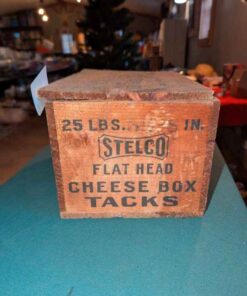 25 LBS. IN.
STELCO
FLAT HEAD
CHEESE BOX
TACKS